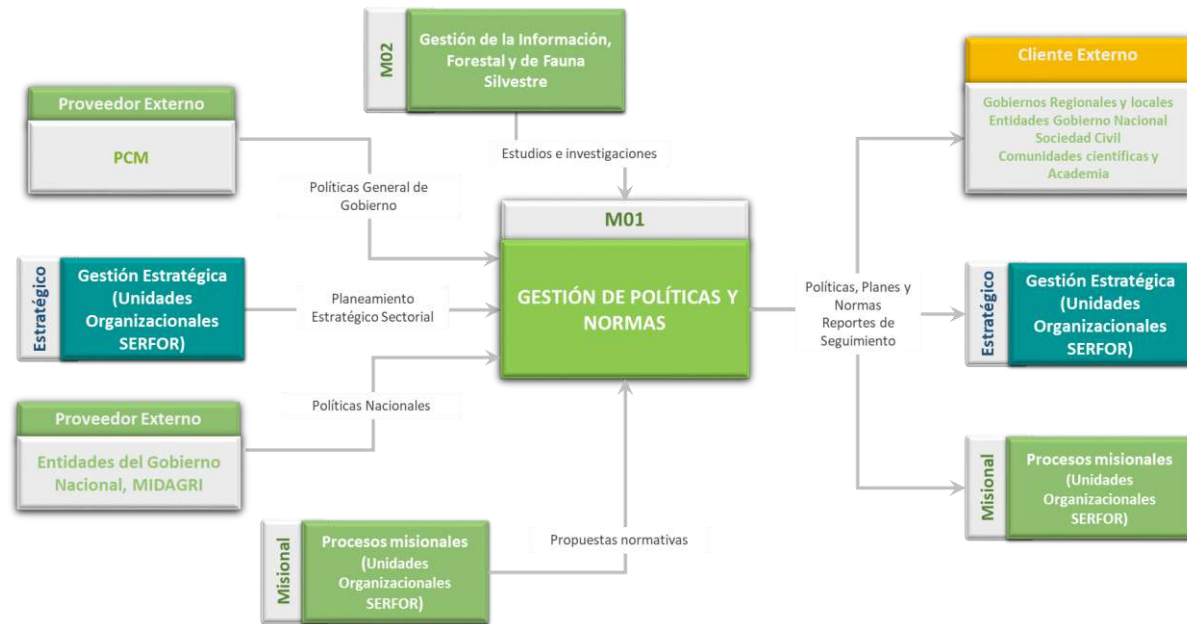 M02
Gestión de la Información,
Forestal y de Fauna
Silvestre
Cliente Externo
Gobiernos Regionales y locales
Entidades Gobierno Nacional
Sociedad Civil
Comunidades científicas y
Academia
Proveedor Externo
PCM
Estudios e investigaciones
Políticas General de
Gobierno
M01
GESTIÓN DE POLÍTICAS Y
NORMAS
Estratégico
Gestión Estratégica
(Unidades
Organizacionales
SERFOR)
Planeamiento
Estratégico Sectorial
Políticas, Planes y
Normas
Reportes de
Seguimiento
Estratégico
Gestión Estratégica
(Unidades
Organizacionales
SERFOR)
Políticas Nacionales
Proveedor Externo
Entidades del Gobierno
Nacional, MIDAGRI
Misional
Procesos misionales
(Unidades
Organizacionales
SERFOR)
Propuestas normativas
Misional
Procesos misionales
(Unidades
Organizacionales
SERFOR)